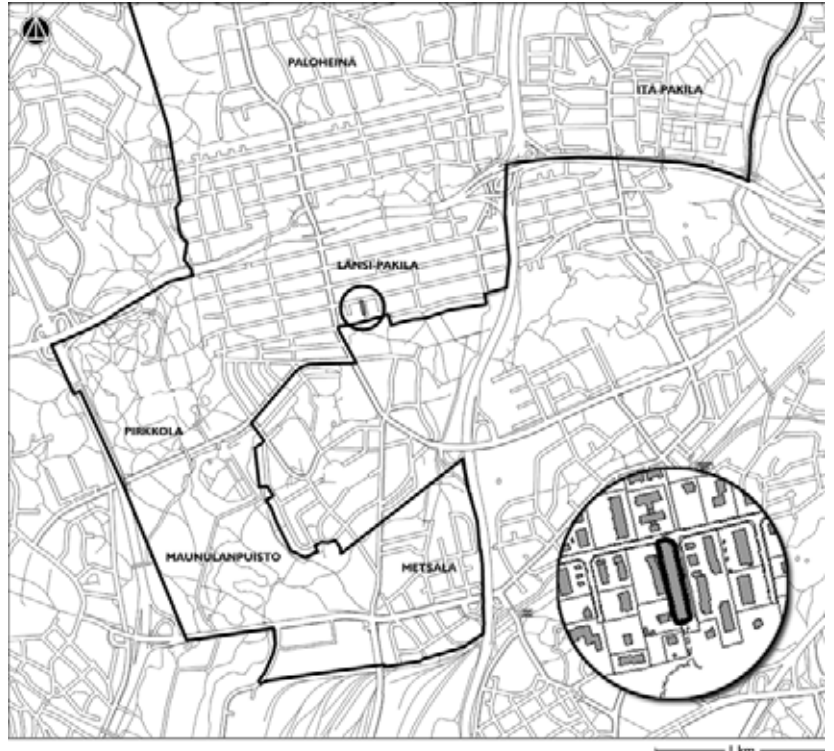 PALOHEINÄ
ITÄ-PAKILA
LÄNSI-PAKILA
PIRKKOLA
MAUNULANPUISTO
METSÄLÄ
1 km